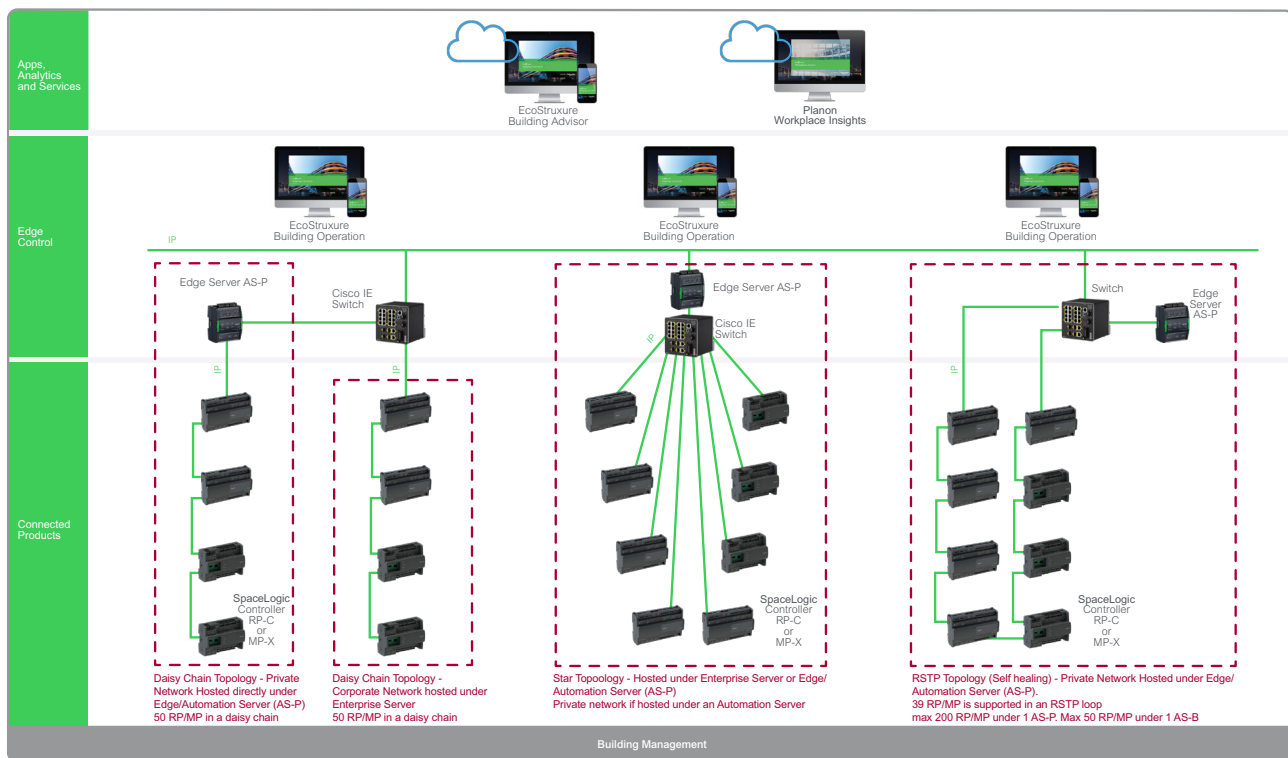 Apps,
Analytics
and Services
EcoStruxure
Building Advisor
Planon
Workplace Insights
Edge
Control
EcoStruxure
Building Operation
EcoStruxure
Building Operation
EcoStruxure
Building Operation
IP
Edge Server AS-P
Cisco IE
Switch
Edge Server AS-P
Cisco IE
Switch
Switch
Edge
Server
AS-P
IP
IP
IP
IP
Connected
Products
SpaceLogic
Controller
RP-C
or
MP-X
SpaceLogic
Controller
RP-C
or
MP-X
SpaceLogic
Controller
RP-C
or
MP-X
Daisy Chain Topology - Private
Network Hosted directly under
Edge/Automation Server (AS-P)
50 RP/MP in a daisy chain
Daisy Chain Topology -
Corporate Network hosted under
Enterprise Server
50 RP/MP in a daisy chain
Star Topoology - Hosted under Enterprise Server or Edge/
Automation Server (AS-P)
Private network if hosted under an Automation Server
RSTP Topology (Self healing) - Private Network Hosted under Edge/
Automation Server (AS-P).
39 RP/MP is supported in an RSTP loop
max 200 RP/MP under 1 AS-P. Max 50 RP/MP under 1 AS-B
Building Management